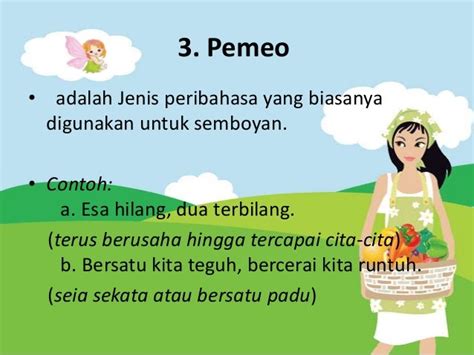 3. Pemeo
• adalah Jenis peribahasa yang biasanya
digunakan untuk semboyan.
• Contoh:
a. Esa hilang, dua terbilang.
(terus berusaha hingga tercapai cita-cita)
b. Bersatu kita teguh, bercerai kita runtuh.
(seia sekata atau bersatu padu)